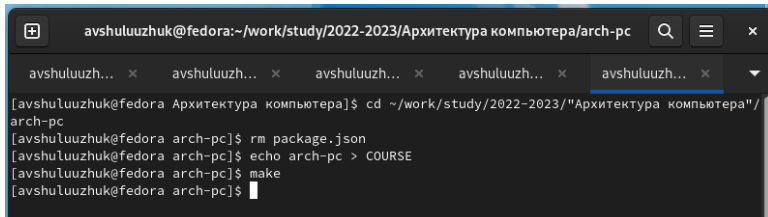 avshuluuzhuk@fedora:~/work/study/2022-2023/Архитектура компьютера/arch-pc
avshuluuzh... × avshuluuzh... × avshuluuzh... × avshuluuzh... × avshuluuzh... ×
[avshuluuzhuk@fedora Архитектура компьютера]$ cd ~/work/study/2022-2023/"Архитектура компьютера"/
arch-pc
[avshuluuzhuk@fedora arch-pc]$ rm package.json
[avshuluuzhuk@fedora arch-pc]$ echo arch-pc > COURSE
[avshuluuzhuk@fedora arch-pc]$ make
[avshuluuzhuk@fedora arch-pc]$